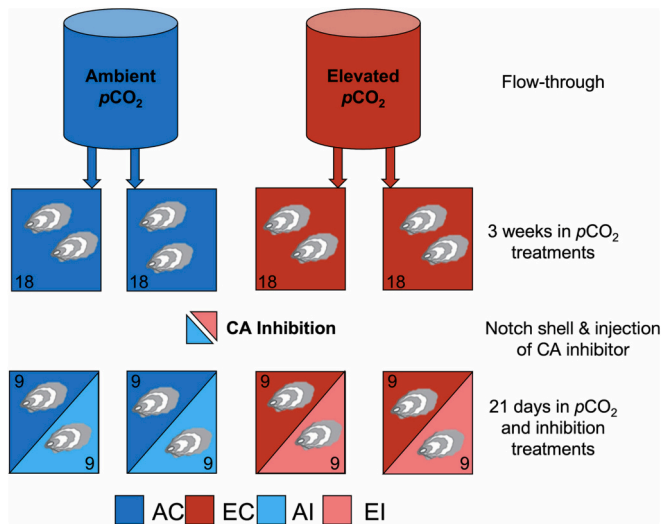 Ambient
pCO₂
Elevated
pCO₂
Flow-through
18
18
18
18
3 weeks in pCO₂
treatments
CA Inhibition
Notch shell & injection
of CA inhibitor
9
9
9
9
9
9
9
9
21 days in pCO₂
and inhibition
treatments
AC
EC
AI
EI